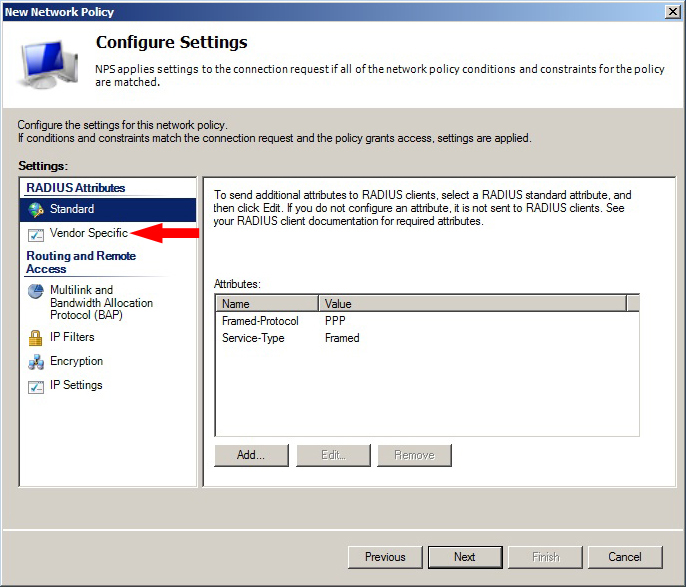 New Network Policy
Configure Settings
NPS applies settings to the connection request if all of the network policy conditions and constraints for the policy
are matched.
Configure the settings for this network policy.
If conditions and constraints match the connection request and the policy grants access, settings are applied.
Settings:
RADIUS Attributes
Standard
Vendor Specific
Routing and Remote
Access
Multilink and
Bandwidth Allocation
Protocol (BAP)
IP Filters
Encryption
IP Settings
To send additional attributes to RADIUS clients, select a RADIUS standard attribute, and
then click Edit. If you do not configure an attribute, it is not sent to RADIUS clients. See
your RADIUS client documentation for required attributes.
Attributes:
Name Value
Framed-Protocol PPP
Service-Type Framed
Add... Edit... Remove
Previous Next Finish Cancel